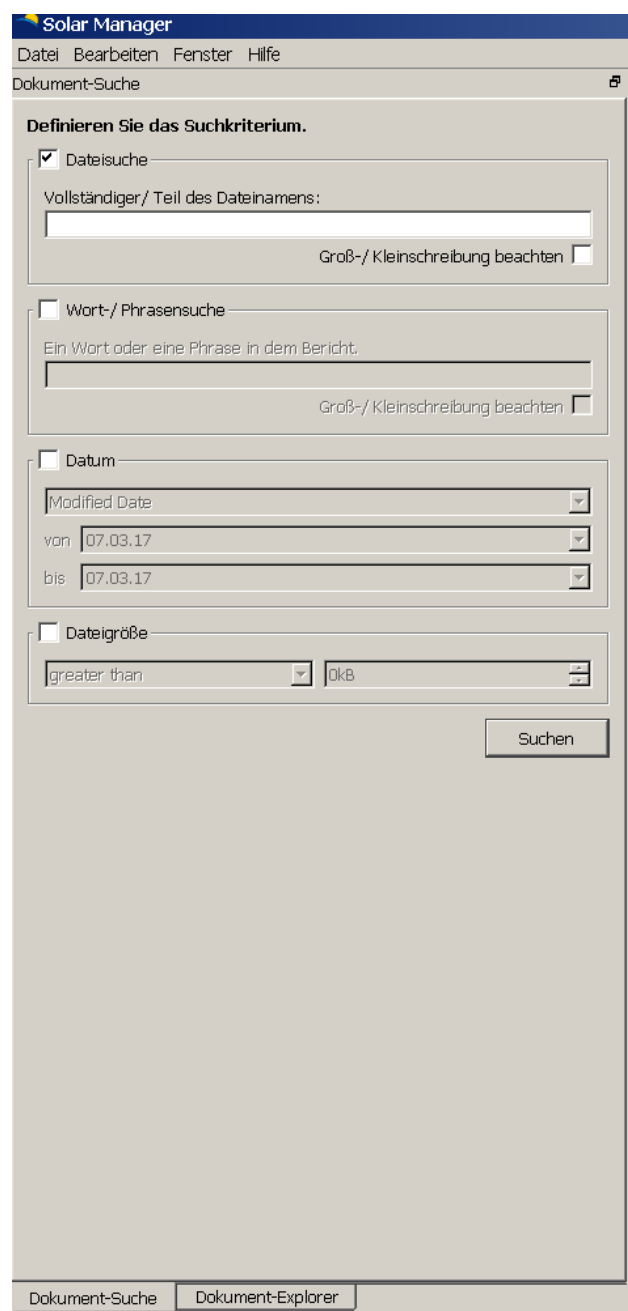 Solar Manager
Datei Bearbeiten Fenster Hilfe
Dokument-Suche
Definieren Sie das Suchkriterium.
Dateisuche
Vollständiger/ Teil des Dateinamens:
Groß-/ Kleinschreibung beachten
Wort-/ Phrasensuche
Ein Wort oder eine Phrase in dem Bericht.
Groß-/ Kleinschreibung beachten
Datum
Modified Date
von 07.03.17
bis 07.03.17
Dateigröße
greater than 0kB
Suchen
Dokument-Suche Dokument-Explorer